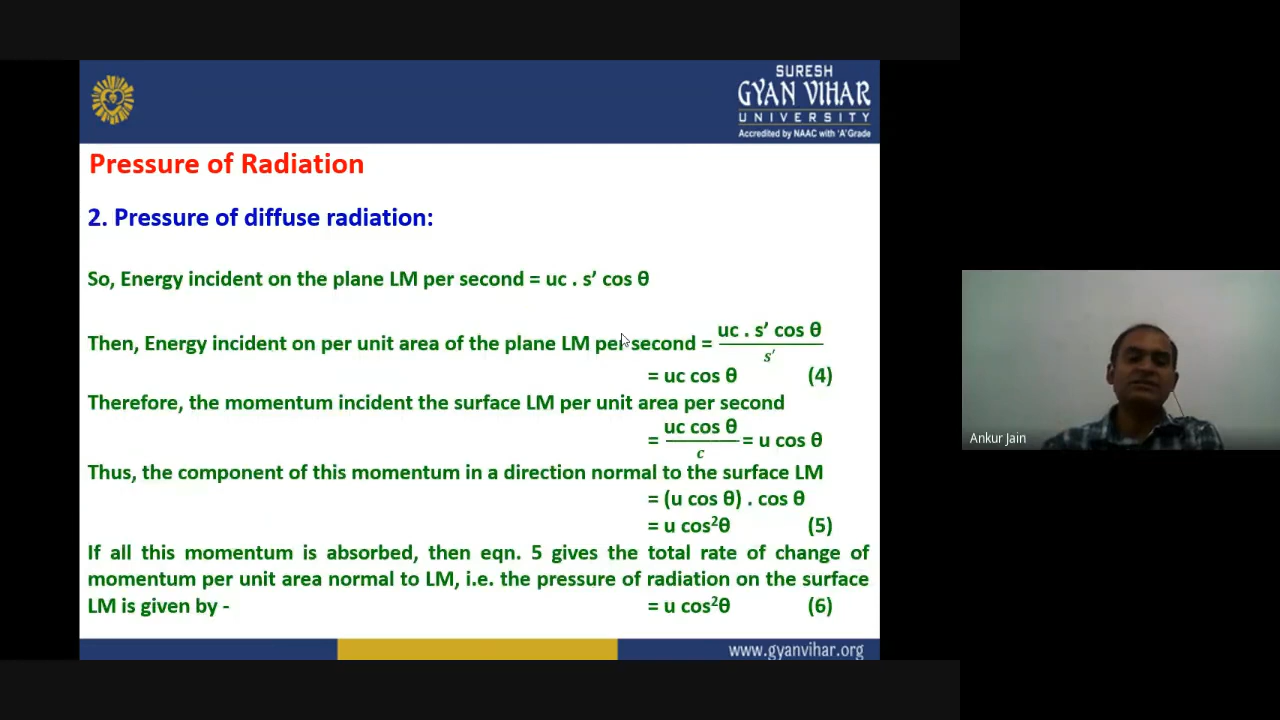 SURESH
GYAN VIHAR
UNIVERSITY
Accredited by NAAC with 'A' Grade
Pressure of Radiation
2. Pressure of diffuse radiation:
So, Energy incident on the plane LM per second = uc . s’ cos θ
Then, Energy incident on per unit area of the plane LM per second = uc . s’ cos θ / s′
= uc cos θ (4)
Therefore, the momentum incident the surface LM per unit area per second
= uc cos θ / c = u cos θ
Thus, the component of this momentum in a direction normal to the surface LM
= (u cos θ) . cos θ
= u cos²θ (5)
If all this momentum is absorbed, then eqn. 5 gives the total rate of change of
momentum per unit area normal to LM, i.e. the pressure of radiation on the surface
LM is given by - = u cos²θ (6)
www.gyanvihar.org
Ankur Jain